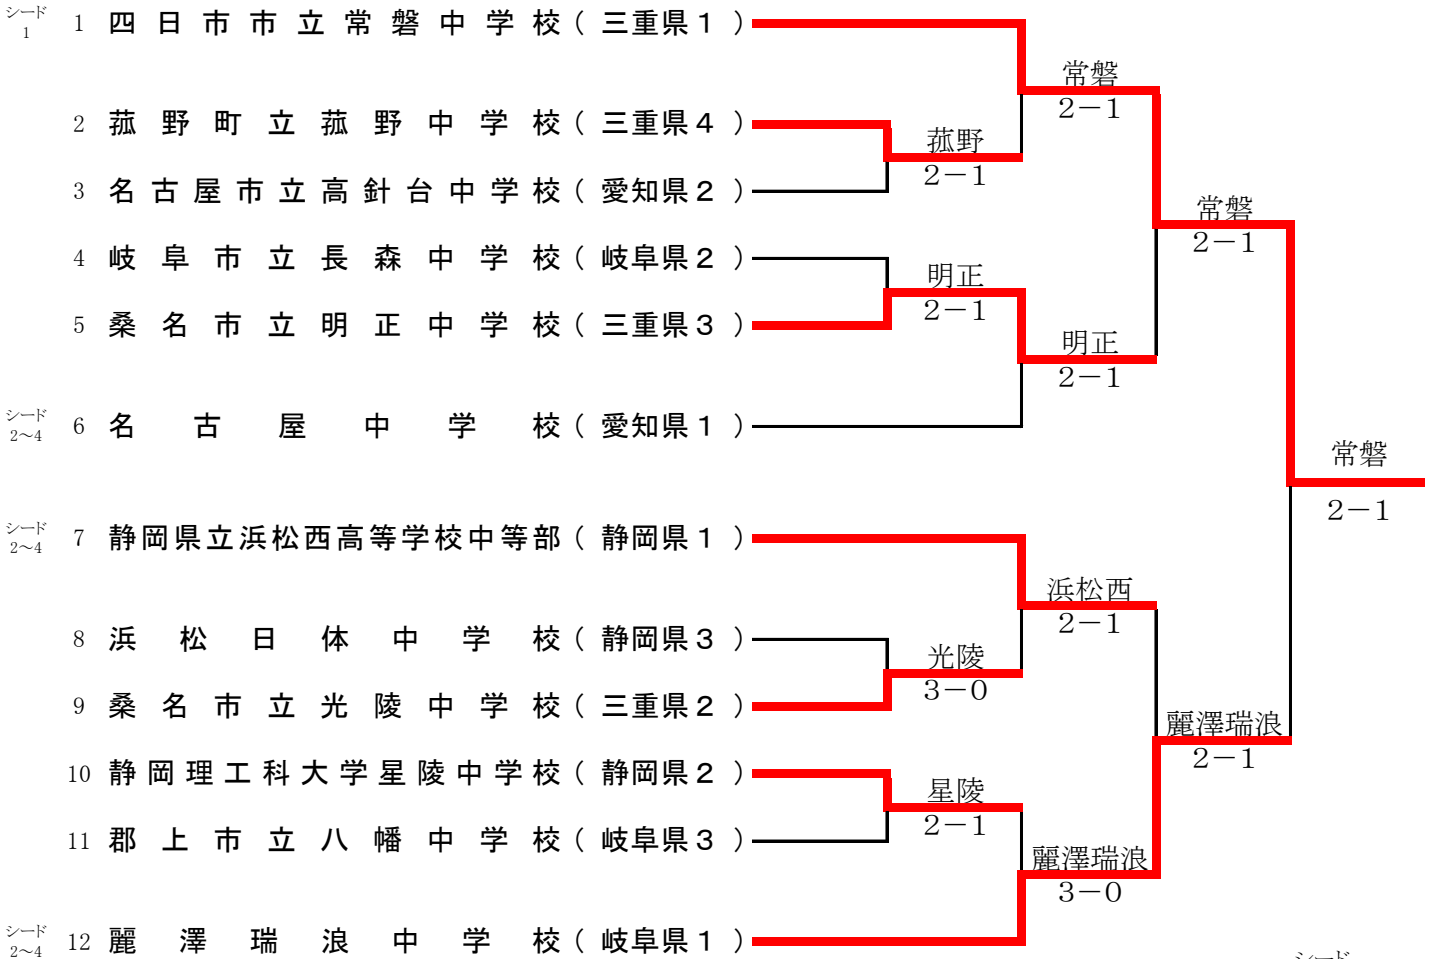 シード
1
1 四日市市立常磐中学校(三重県1)
常磐
2-1
2 菰野町立菰野中学校(三重県4)
菰野
2-1
3 名古屋市立高針台中学校(愛知県2)
常磐
2-1
4 岐阜市立長森中学校(岐阜県2)
明正
2-1
5 桑名市立明正中学校(三重県3)
明正
2-1
シード
2~4
6 名古屋中学校(愛知県1)
常磐
2-1
シード
2~4
7 静岡県立浜松西高等学校中等部(静岡県1)
浜松西
2-1
8 浜松日体中学校(静岡県3)
光陵
3-0
9 桑名市立光陵中学校(三重県2)
麗澤瑞浪
2-1
10 静岡理工科大学星陵中学校(静岡県2)
星陵
2-1
11 郡上市立八幡中学校(岐阜県3)
麗澤瑞浪
3-0
シード
2~4
12 麗澤瑞浪中学校(岐阜県1)
シード